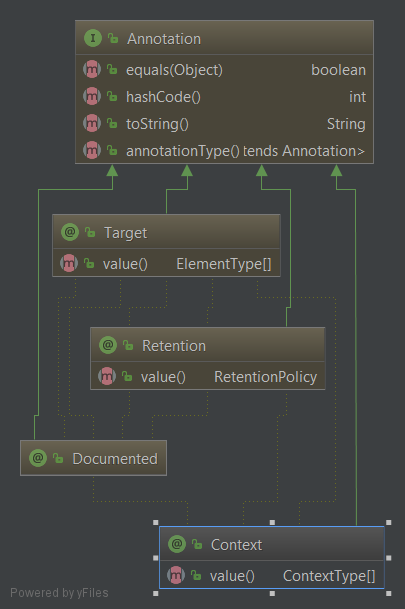 I Annotation
m equals(Object) boolean
m hashCode() int
m toString() String
m annotationType() tends Annotation>
@ Target
m value() ElementType[]
@ Retention
m value() RetentionPolicy
@ Documented
@ Context
m value() ContextType[]
Powered by yFiles